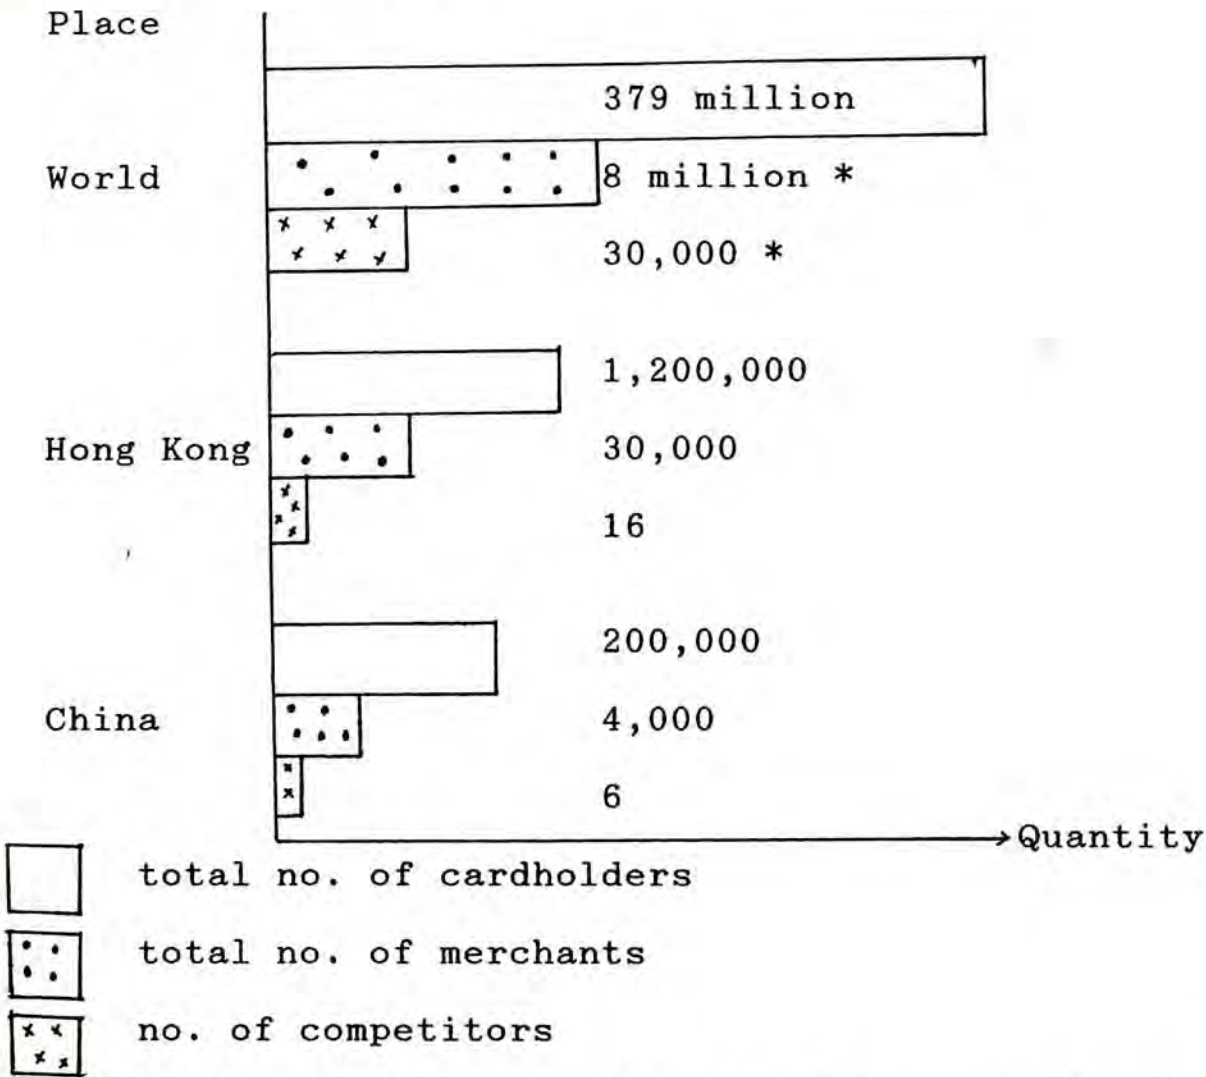 Place
379 million
World
8 million *
30,000 *
1,200,000
Hong Kong
30,000
16
200,000
China
4,000
6
Quantity
total no. of cardholders
total no. of merchants
no. of competitors